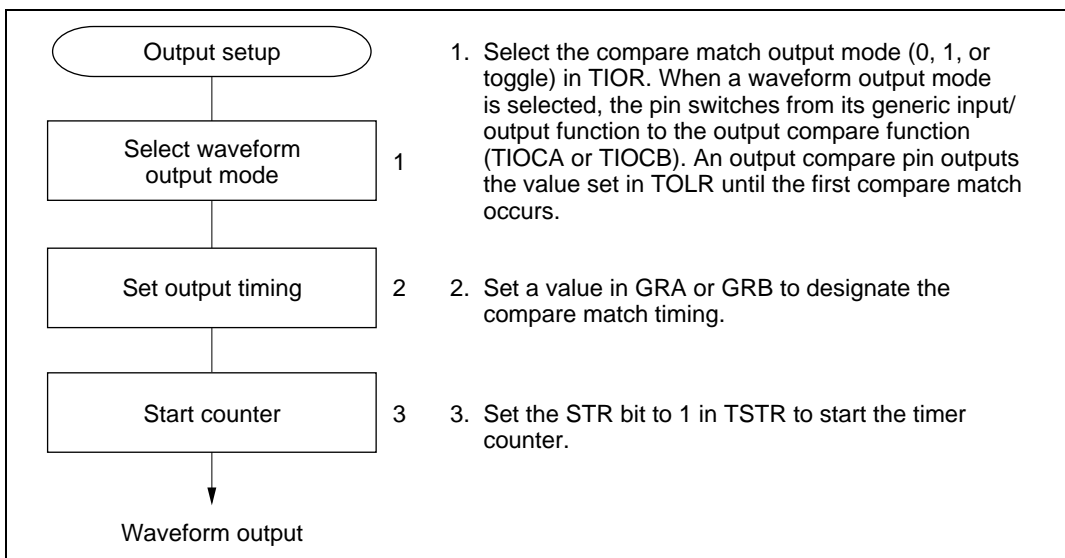 Output setup
Select waveform
output mode
1
Set output timing
2
Start counter
3
Waveform output
1. Select the compare match output mode (0, 1, or
toggle) in TIOR. When a waveform output mode
is selected, the pin switches from its generic input/
output function to the output compare function
(TIOCA or TIOCB). An output compare pin outputs
the value set in TOLR until the first compare match
occurs.
2. Set a value in GRA or GRB to designate the
compare match timing.
3. Set the STR bit to 1 in TSTR to start the timer
counter.